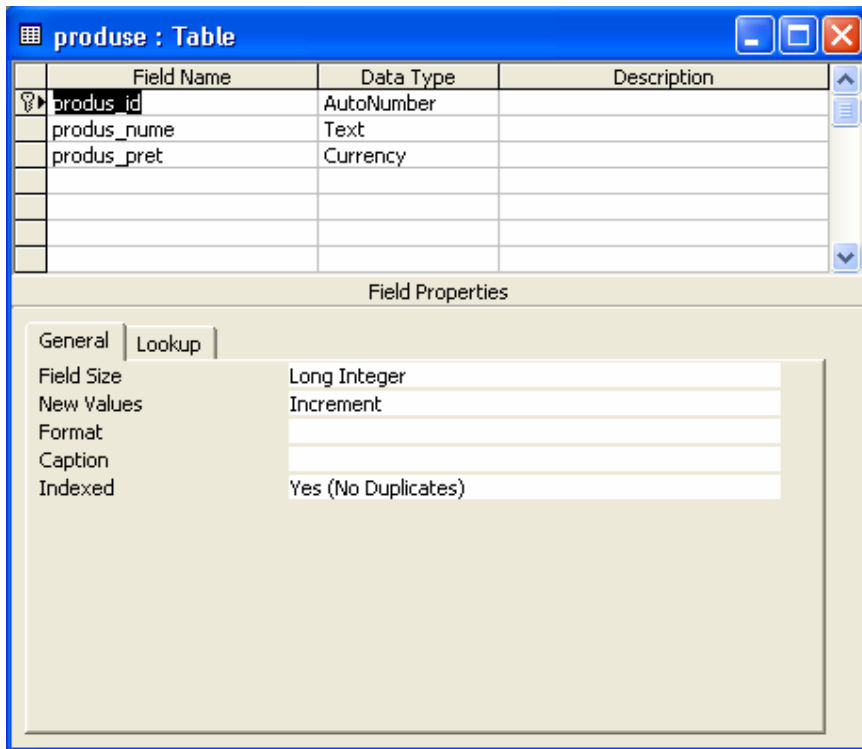 produse : Table
Field Name Data Type Description
produs_id AutoNumber
produs_nume Text
produs_pret Currency
Field Properties
General Lookup
Field Size Long Integer
New Values Increment
Format
Caption
Indexed Yes (No Duplicates)